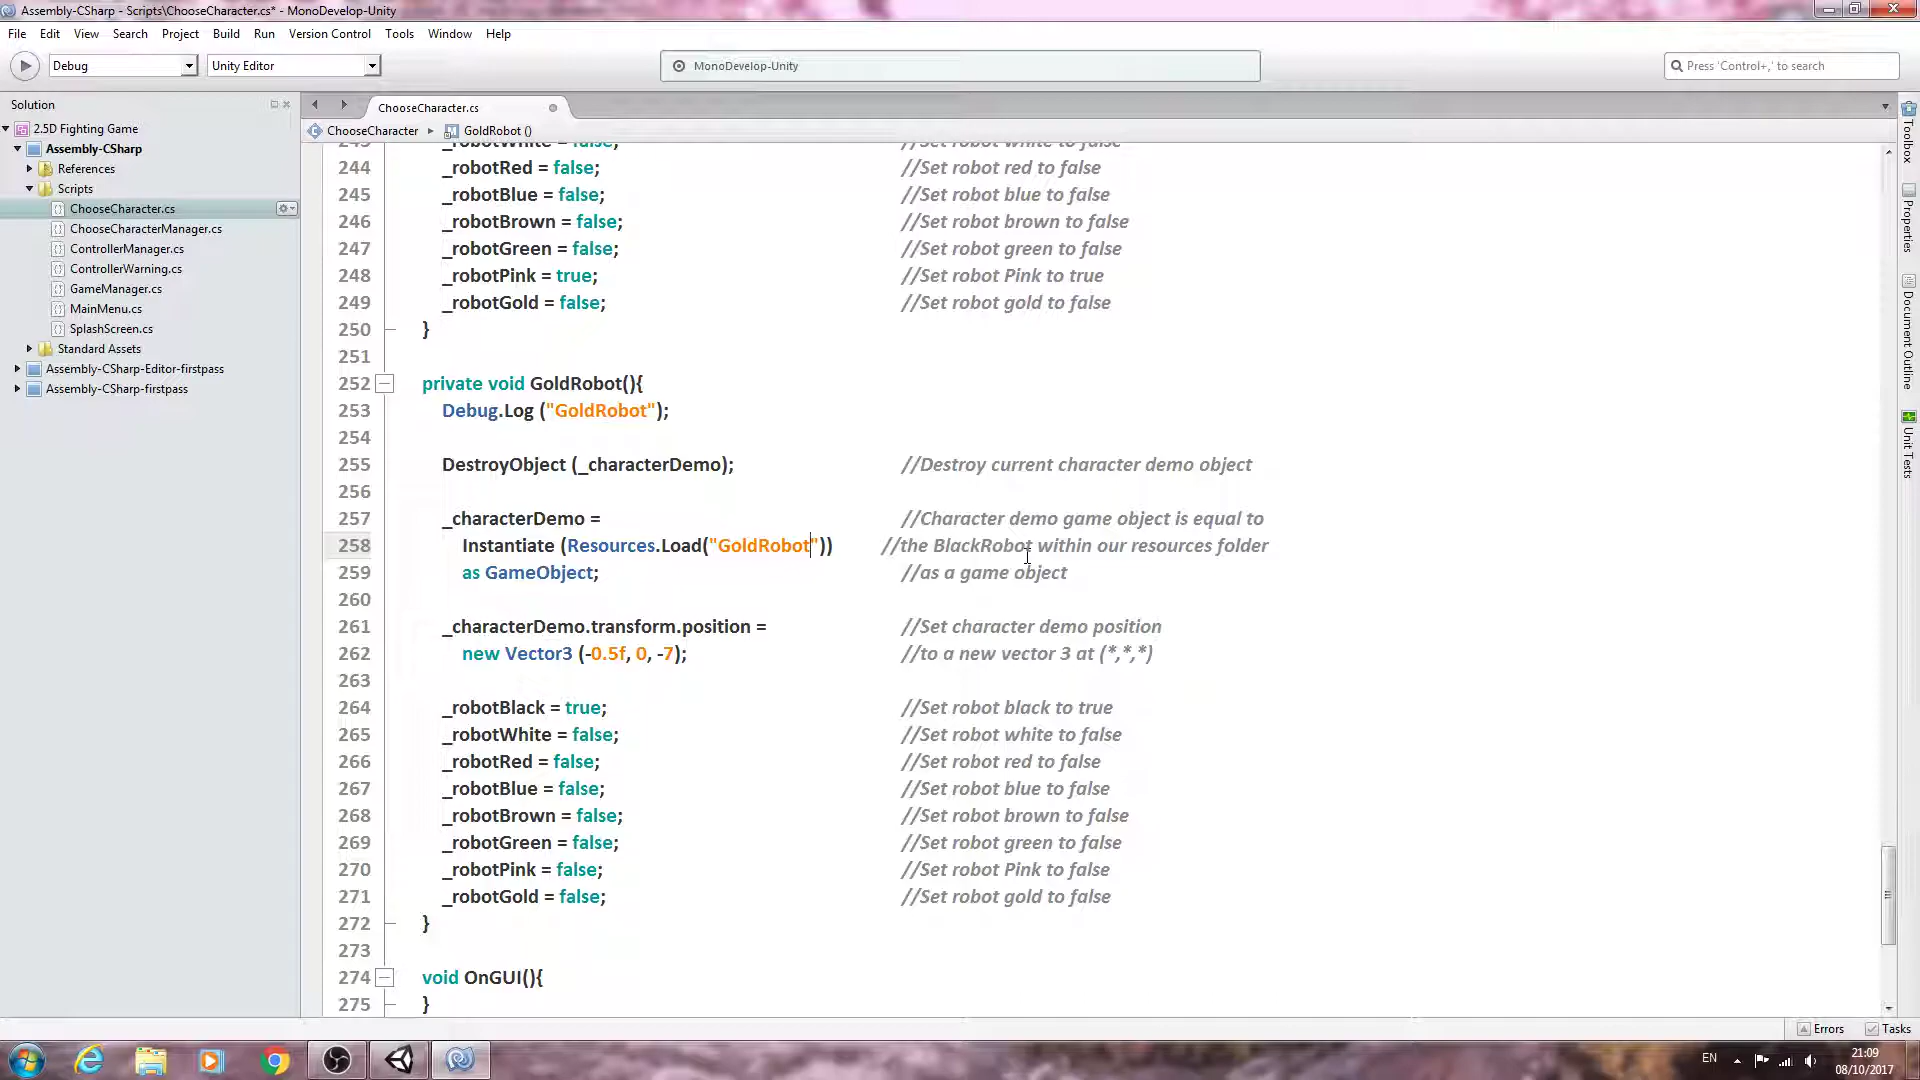 Assembly-CSharp - Scripts\ChooseCharacter.cs* - MonoDevelop-Unity
File Edit View Search Project Build Run Version Control Tools Window Help
Debug Unity Editor MonoDevelop-Unity Press 'Control+,' to search
Solution
2.5D Fighting Game
Assembly-CSharp
References
Scripts
ChooseCharacter.cs
ChooseCharacterManager.cs
ControllerManager.cs
ControllerWarning.cs
GameManager.cs
MainMenu.cs
SplashScreen.cs
Standard Assets
Assembly-CSharp-Editor-firstpass
Assembly-CSharp-firstpass
ChooseCharacter.cs
ChooseCharacter GoldRobot ()
243 _robotWhite = false; //Set robot white to false
244 _robotRed = false; //Set robot red to false
245 _robotBlue = false; //Set robot blue to false
246 _robotBrown = false; //Set robot brown to false
247 _robotGreen = false; //Set robot green to false
248 _robotPink = true; //Set robot Pink to true
249 _robotGold = false; //Set robot gold to false
250 }
251
252 private void GoldRobot(){
253 Debug.Log ("GoldRobot");
254
255 DestroyObject (_characterDemo); //Destroy current character demo object
256
257 _characterDemo = //Character demo game object is equal to
258 Instantiate (Resources.Load("GoldRobot")) //the BlackRobot within our resources folder
259 as GameObject; //as a game object
260
261 _characterDemo.transform.position = //Set character demo position
262 new Vector3 (-0.5f, 0, -7); //to a new vector 3 at (*,*,*)
263
264 _robotBlack = true; //Set robot black to true
265 _robotWhite = false; //Set robot white to false
266 _robotRed = false; //Set robot red to false
267 _robotBlue = false; //Set robot blue to false
268 _robotBrown = false; //Set robot brown to false
269 _robotGreen = false; //Set robot green to false
270 _robotPink = false; //Set robot Pink to false
271 _robotGold = false; //Set robot gold to false
272 }
273
274 void OnGUI(){
275 }
Toolbox
Properties
Document Outline
Unit Tests
Errors Tasks
EN
21:09
08/10/2017